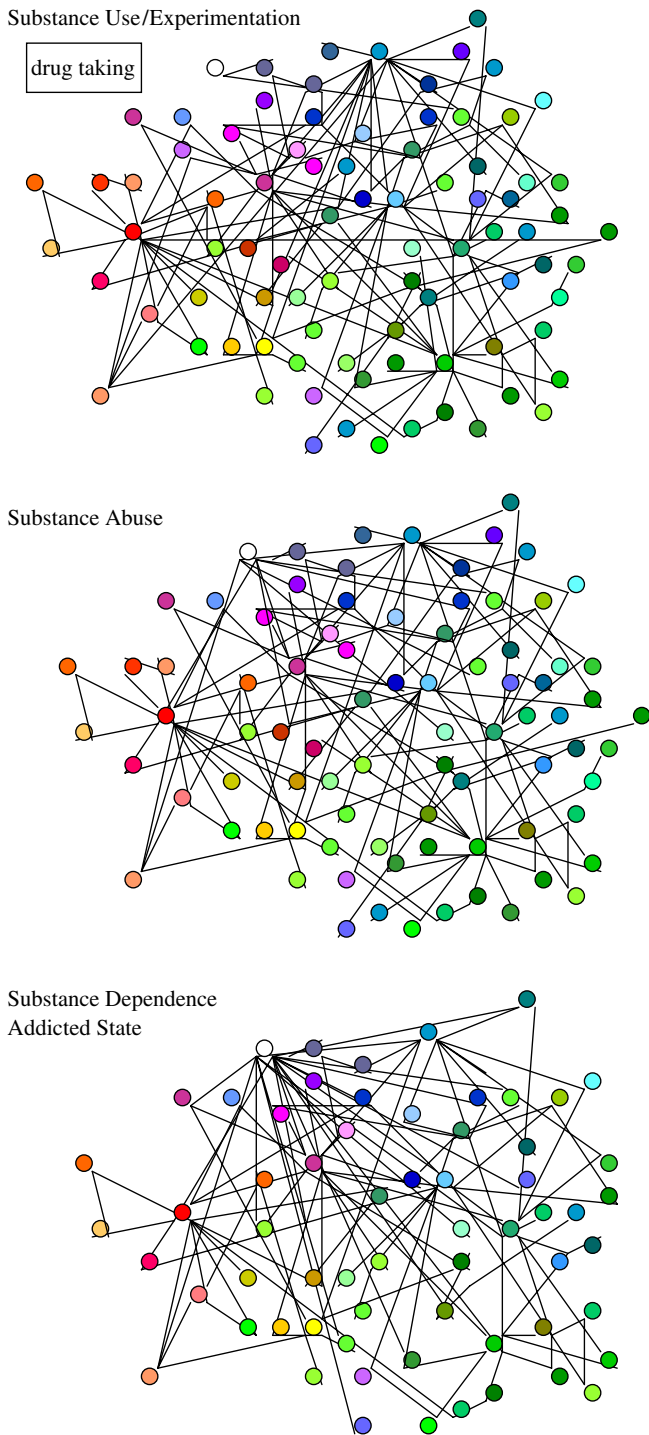 Substance Use/Experimentation
drug taking
Substance Abuse
Substance Dependence
Addicted State